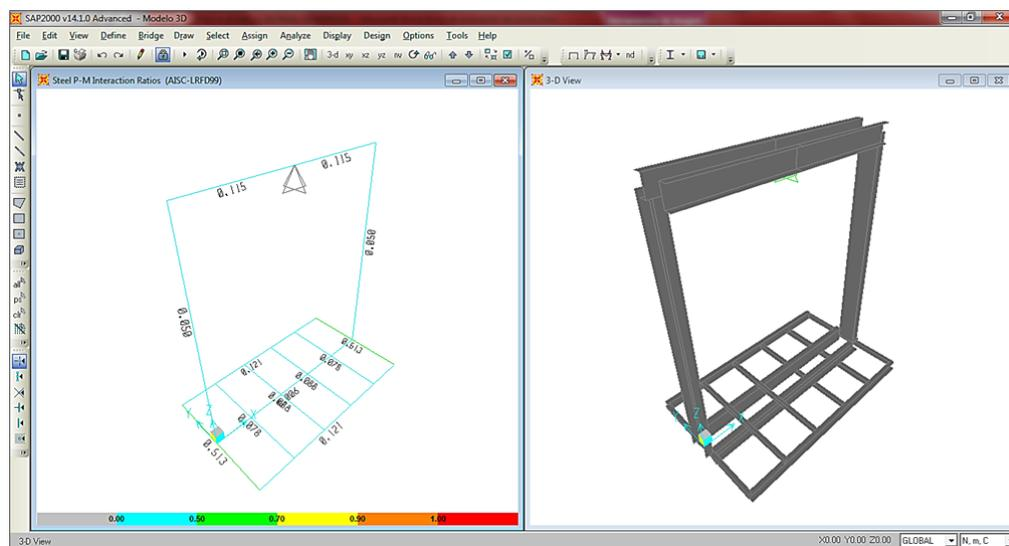 SAP2000 v14.1.0 Advanced - Modelo 3D
File Edit View Define Bridge Draw Select Assign Analyze Display Design Options Tools Help
3-d xy xz yz nv
nd
Steel P-M Interaction Ratios (AISC-LRFD99)
3-D View
0.115
0.115
0.050
0.050
0.513
0.078
0.121
0.088
0.078
0.121
0.513
Z
Y
X
Z
all
0.00 0.50 0.70 0.90 1.00
3-D View
X0.00 Y0.00 Z0.00
GLOBAL
N, m, C